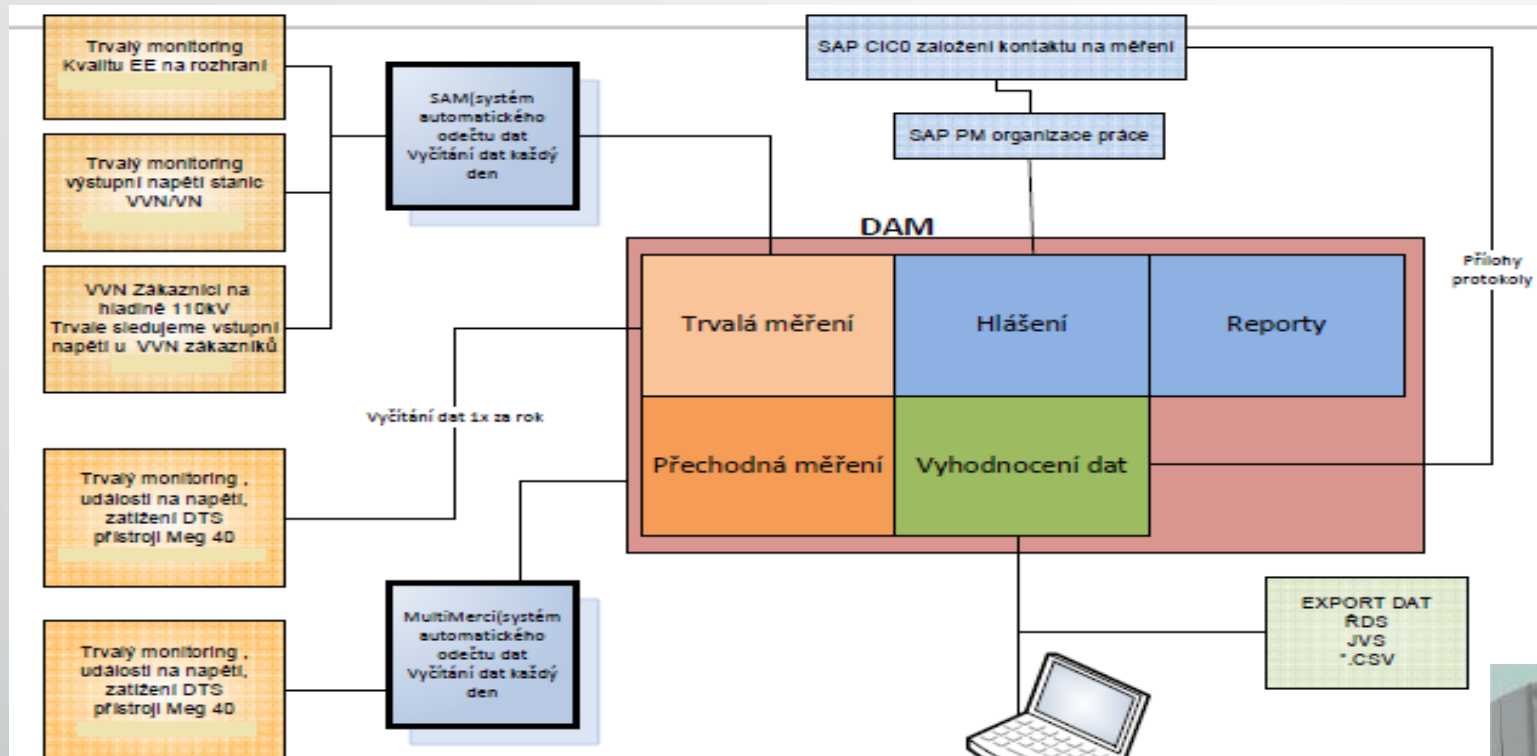 Trvalý monitoring
Kvalitu EE na rozhraní
Trvalý monitoring
výstupní napětí stanic
VVN/VN
VVN Zákazníci na
hladině 110kV
Trvale sledujeme vstupní
napětí u VVN zákazníků
Trvalý monitoring ,
události na napětí,
zatížení DTS
přístroji Meg 40
Trvalý monitoring ,
události na napětí,
zatížení DTS
přístroji Meg 40
SAM(systém
automatického
odečtu dat
Vyčítání dat každý
den
Vyčítání dat 1x za rok
MultiMerci(systém
automatického
odečtu dat
Vyčítání dat každý
den
SAP CIC0 založení kontaktu na měření
SAP PM organizace práce
DAM
Trvalá měření
Hlášení
Reporty
Přechodná měření
Vyhodnocení dat
Přílohy
protokoly
EXPORT DAT
ŘDS
JVS
*.CSV